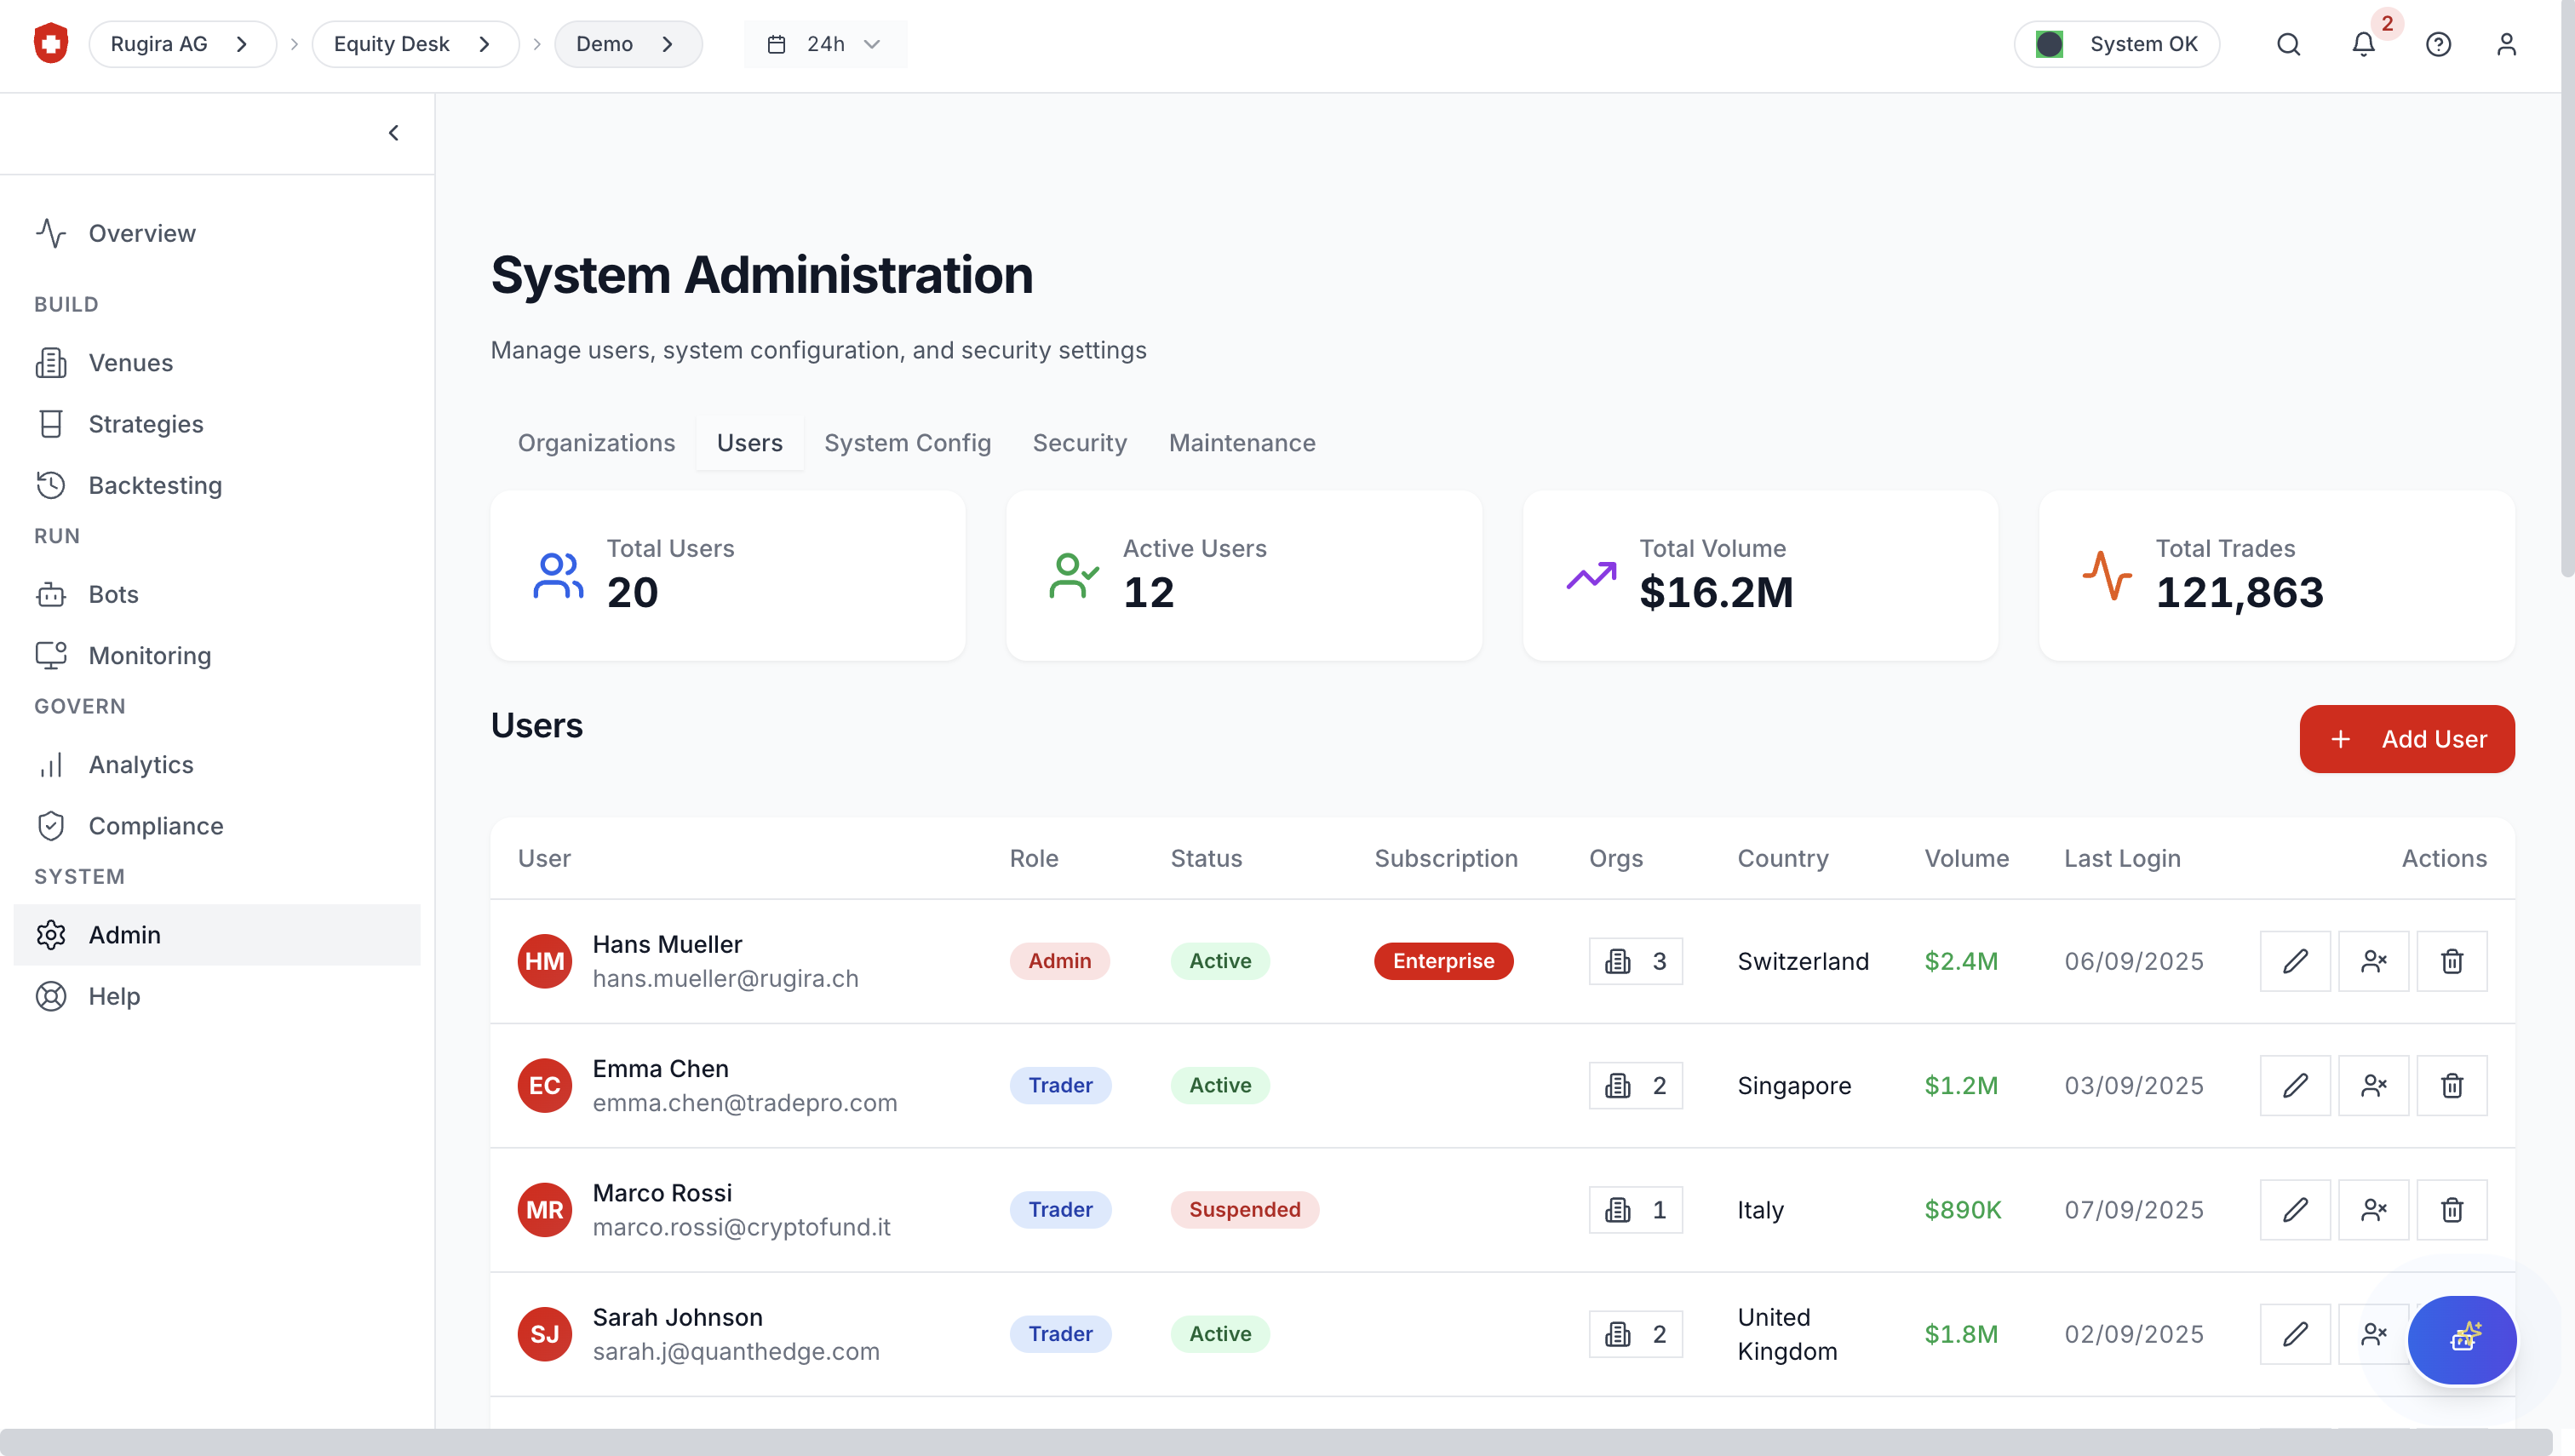 Rugira AG
Equity Desk
Demo
24h
System OK
2
Overview
BUILD
Venues
Strategies
Backtesting
RUN
Bots
Monitoring
GOVERN
Analytics
Compliance
SYSTEM
Admin
Help
System Administration
Manage users, system configuration, and security settings
Organizations Users System Config Security Maintenance
Total Users
20
Active Users
12
Total Volume
$16.2M
Total Trades
121,863
Users
Add User
User Role Status Subscription Orgs Country Volume Last Login Actions
HM Hans Mueller
hans.mueller@rugira.ch
Admin Active Enterprise 3 Switzerland $2.4M 06/09/2025
EC Emma Chen
emma.chen@tradepro.com
Trader Active 2 Singapore $1.2M 03/09/2025
MR Marco Rossi
marco.rossi@cryptofund.it
Trader Suspended 1 Italy $890K 07/09/2025
SJ Sarah Johnson
sarah.j@quanthedge.com
Trader Active 2 United
Kingdom
$1.8M 02/09/2025